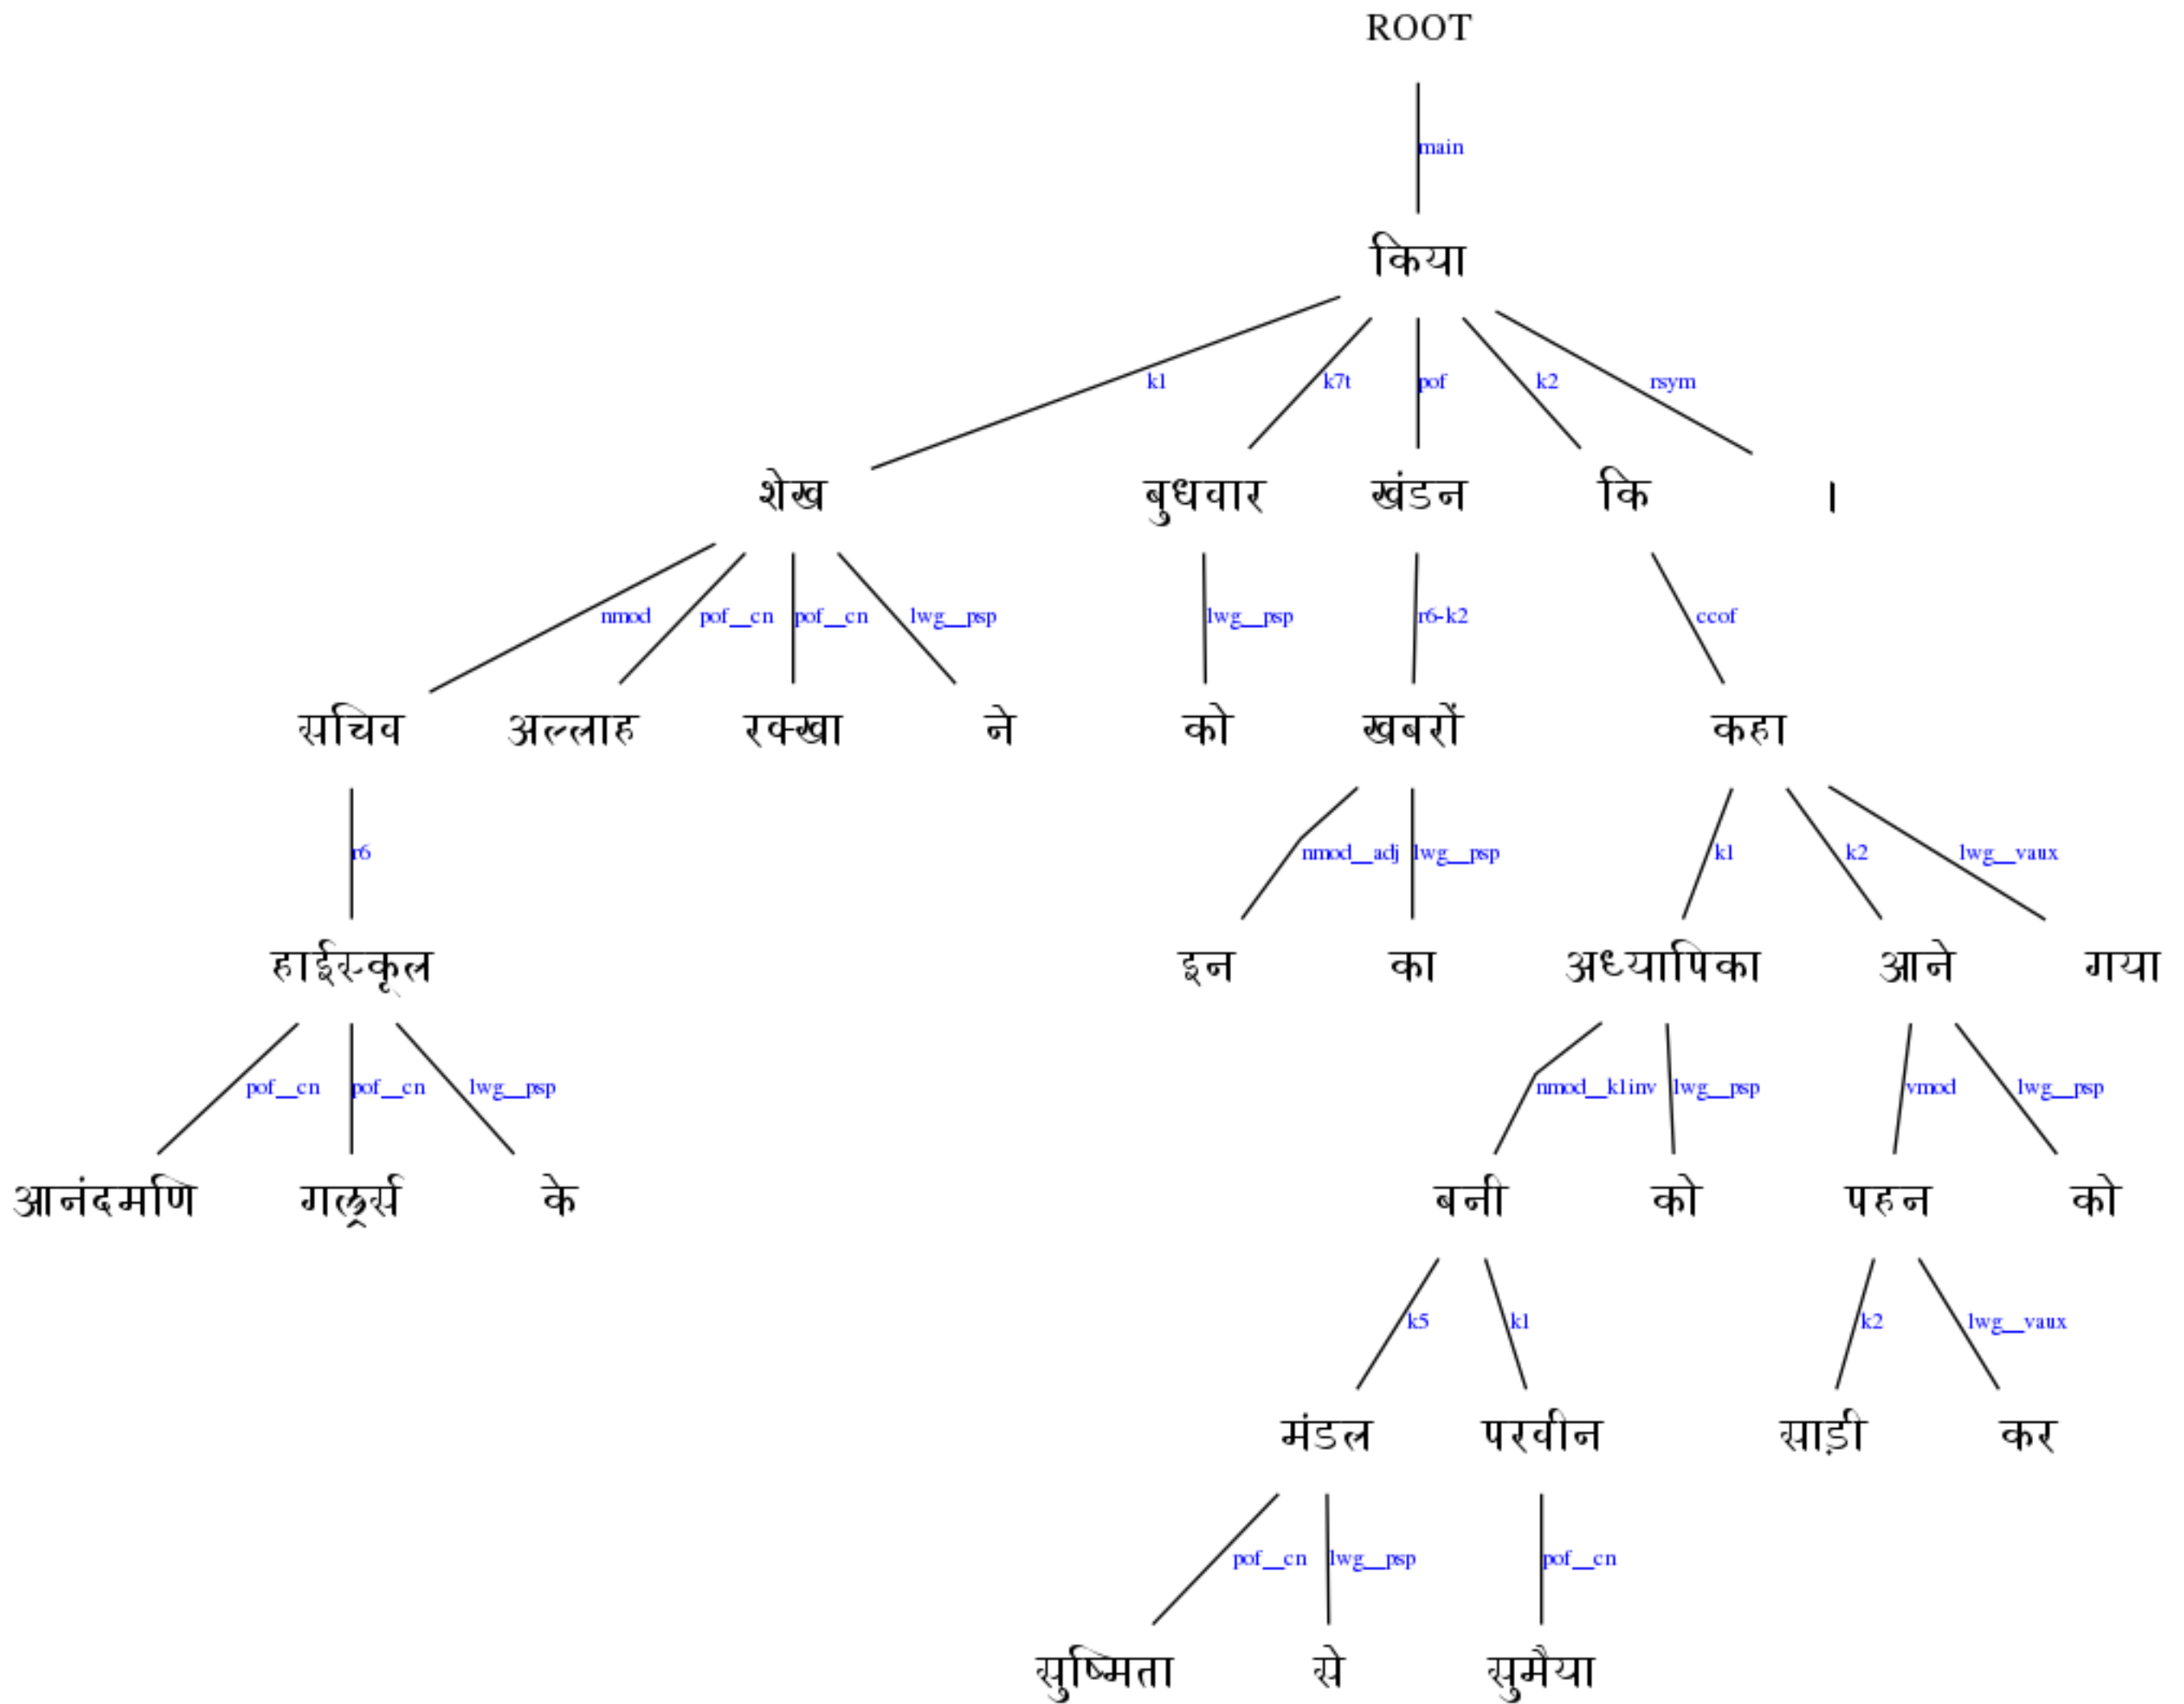 ROOT
main
किया
k1 k7t pof k2 rsym
शेख बुधवार खंडन कि ।
nmod pof__cn pof__cn lwg__psp lwg__psp r6-k2 ccof
सचिव अल्लाह रक्खा ने को खबरों कहा
r6 nmod__adj lwg__psp k1 k2 lwg__vaux
हाईस्कूल इन का अध्यापिका आने गया
pof__cn pof__cn lwg__psp nmod__k1inv lwg__psp vmod lwg__psp
आनंदमणि के बनी को पहन को
k5 k1 k2 lwg__vaux
मंडल परवीन साड़ी कर
pof__cn lwg__psp pof__cn
सुष्मिता से सुमैया